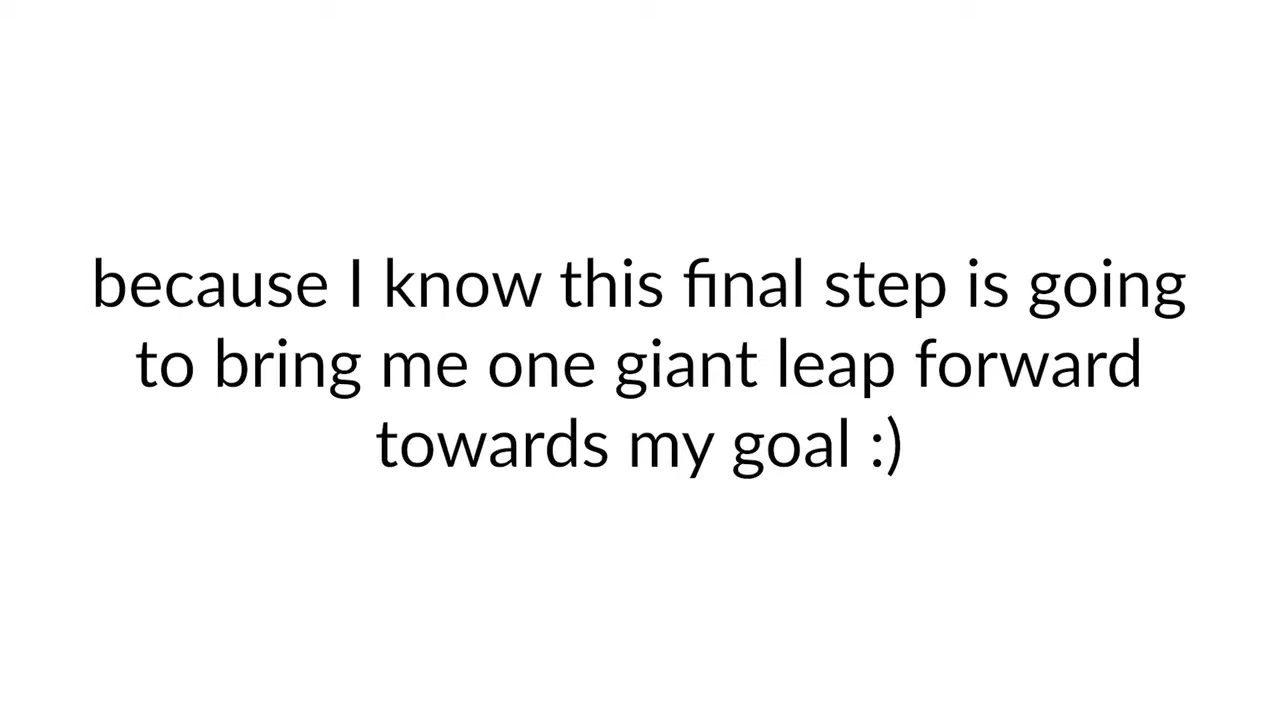 because I know this final step is going
to bring me one giant leap forward
towards my goal :)